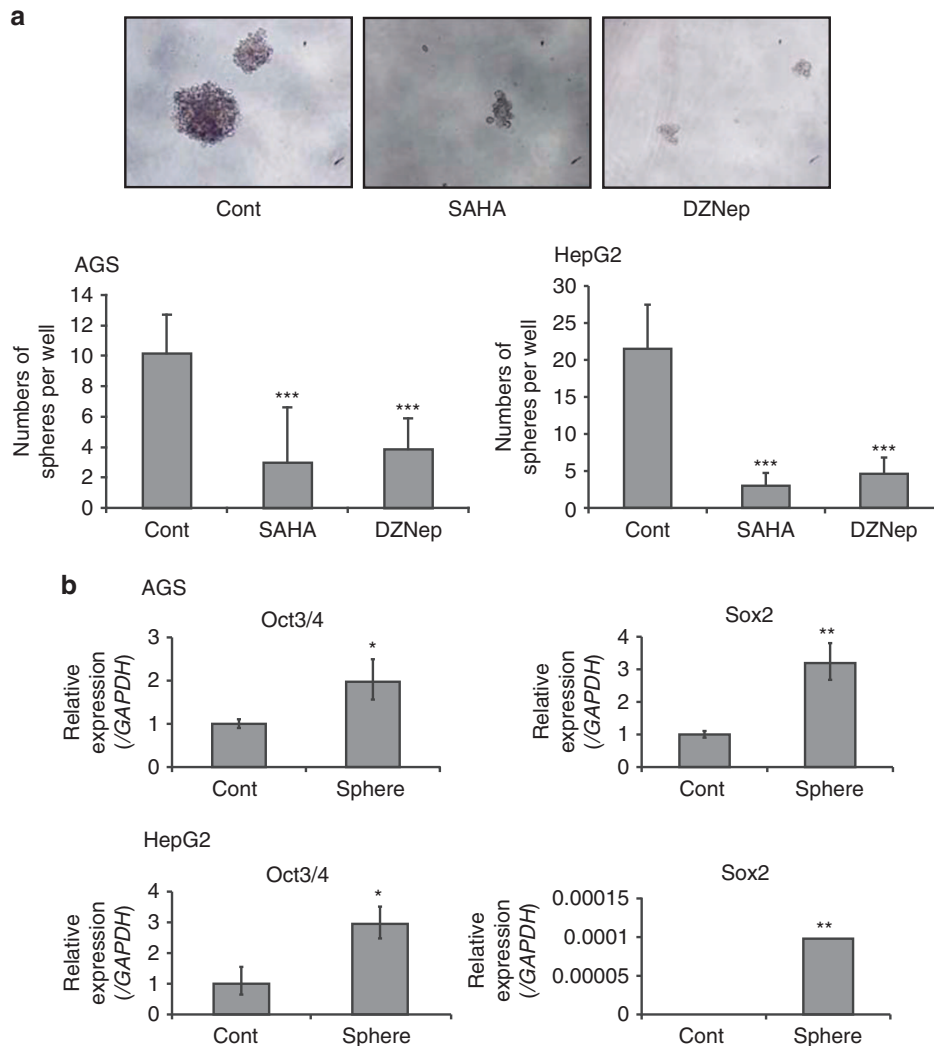 a
Cont SAHA DZNep
AGS
Numbers of
spheres per well
14
12
10
8
6
4
2
0
***
***
Cont SAHA DZNep
HepG2
Numbers of
spheres per well
30
25
20
15
10
5
0
***
***
Cont SAHA DZNep
b
AGS
Oct3/4
Relative
expression
(/GAPDH)
3
2
1
0
*
Cont Sphere
Sox2
Relative
expression
(/GAPDH)
4
3
2
1
0
**
Cont Sphere
HepG2
Oct3/4
Relative
expression
(/GAPDH)
4
3
2
1
0
*
Cont Sphere
Sox2
Relative
expression
(/GAPDH)
0.00015
0.0001
0.00005
0
**
Cont Sphere